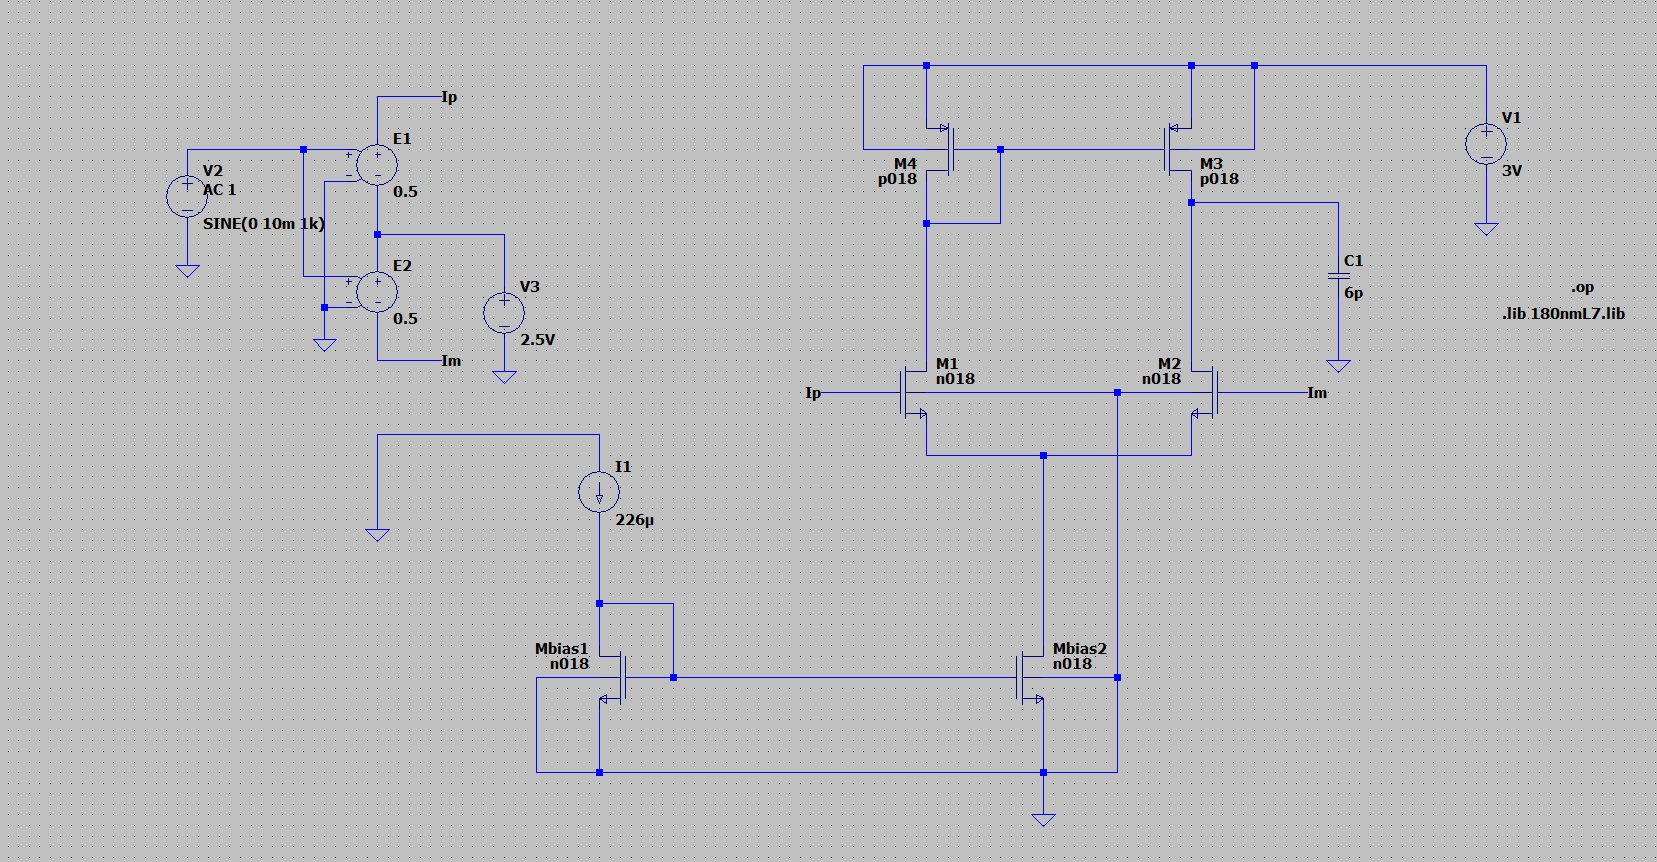 Ip
V1
E1
+
+
-
-
V2
+
AC 1
-
0.5
3V
SINE(0 10m 1k)
M4
p018
M3
p018
E2
+
+
-
-
0.5
V3
+
-
2.5V
C1
6p
.op
.lib 180nmL7.lib
Im
M1
n018
M2
n018
Ip
Im
I1
226µ
Mbias1
n018
Mbias2
n018